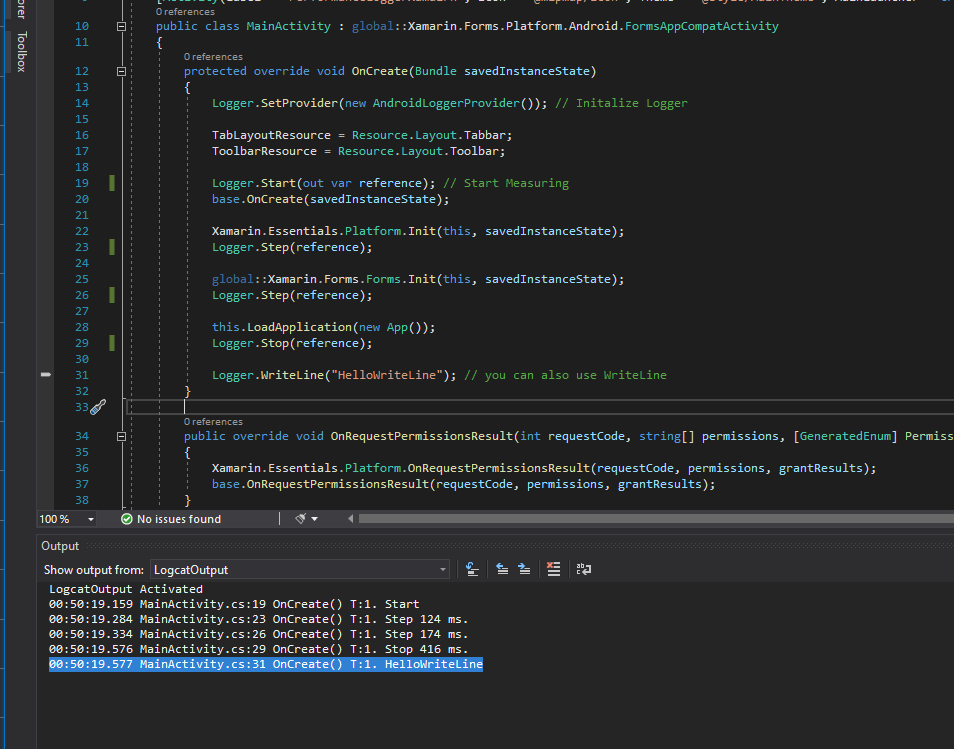 Toolbox
0 references
10 public class MainActivity : global::Xamarin.Forms.Platform.Android.FormsAppCompatActivity
11 {
0 references
12 protected override void OnCreate(Bundle savedInstanceState)
13 {
14 Logger.SetProvider(new AndroidLoggerProvider()); // Initalize Logger
15
16 TabLayoutResource = Resource.Layout.Tabbar;
17 ToolbarResource = Resource.Layout.Toolbar;
18
19 Logger.Start(out var reference); // Start Measuring
20 base.OnCreate(savedInstanceState);
21
22 Xamarin.Essentials.Platform.Init(this, savedInstanceState);
23 Logger.Step(reference);
24
25 global::Xamarin.Forms.Forms.Init(this, savedInstanceState);
26 Logger.Step(reference);
27
28 this.LoadApplication(new App());
29 Logger.Stop(reference);
30
31 Logger.WriteLine("HelloWriteLine"); // you can also use WriteLine
32 }
33
0 references
34 public override void OnRequestPermissionsResult(int requestCode, string[] permissions, [GeneratedEnum] Permiss
35 {
36 Xamarin.Essentials.Platform.OnRequestPermissionsResult(requestCode, permissions, grantResults);
37 base.OnRequestPermissionsResult(requestCode, permissions, grantResults);
38 }
100 % No issues found
Output
Show output from: LogcatOutput
LogcatOutput Activated
00:50:19.159 MainActivity.cs:19 OnCreate() T:1. Start
00:50:19.284 MainActivity.cs:23 OnCreate() T:1. Step 124 ms.
00:50:19.334 MainActivity.cs:26 OnCreate() T:1. Step 174 ms.
00:50:19.576 MainActivity.cs:29 OnCreate() T:1. Stop 416 ms.
00:50:19.577 MainActivity.cs:31 OnCreate() T:1. HelloWriteLine